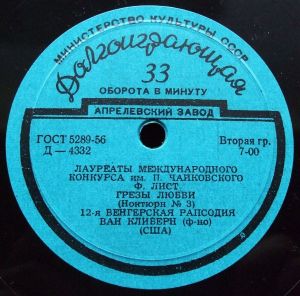 МИНИСТЕРСТВО КУЛЬТУРЫ СССР
Долгоиграющая
33
ОБОРОТА В МИНУТУ
АПРЕЛЕВСКИЙ ЗАВОД
ГОСТ 5289-56
Д—4332
Вторая гр.
7-00
ЛАУРЕАТЫ МЕЖДУНАРОДНОГО
КОНКУРСА им. П. ЧАЙКОВСКОГО
Ф. ЛИСТ
ГРЕЗЫ ЛЮБВИ
(Ноктюрн № 3)
12-я ВЕНГЕРСКАЯ РАПСОДИЯ
ВАН КЛИБЕРН (ф-но)
(США)